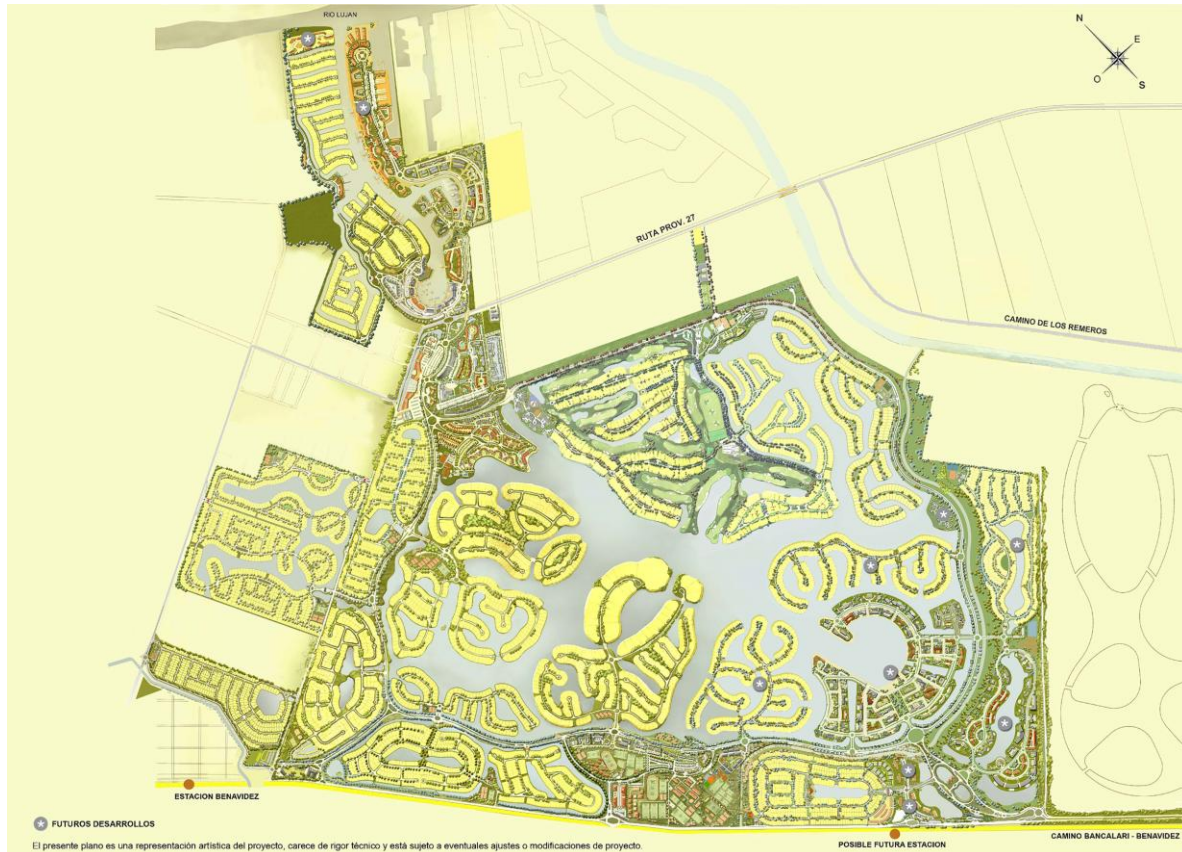 RIO LUJAN
N
E
O
S
RUTA PROV. 27
CAMINO DE LOS REMEROS
ESTACION BENAVIDEZ
CAMINO BANCALARI - BENAVIDEZ
POSIBLE FUTURA ESTACION
FUTUROS DESARROLLOS
El presente plano es una representación artística del proyecto, carece de rigor técnico y está sujeto a eventuales ajustes o modificaciones de proyecto.